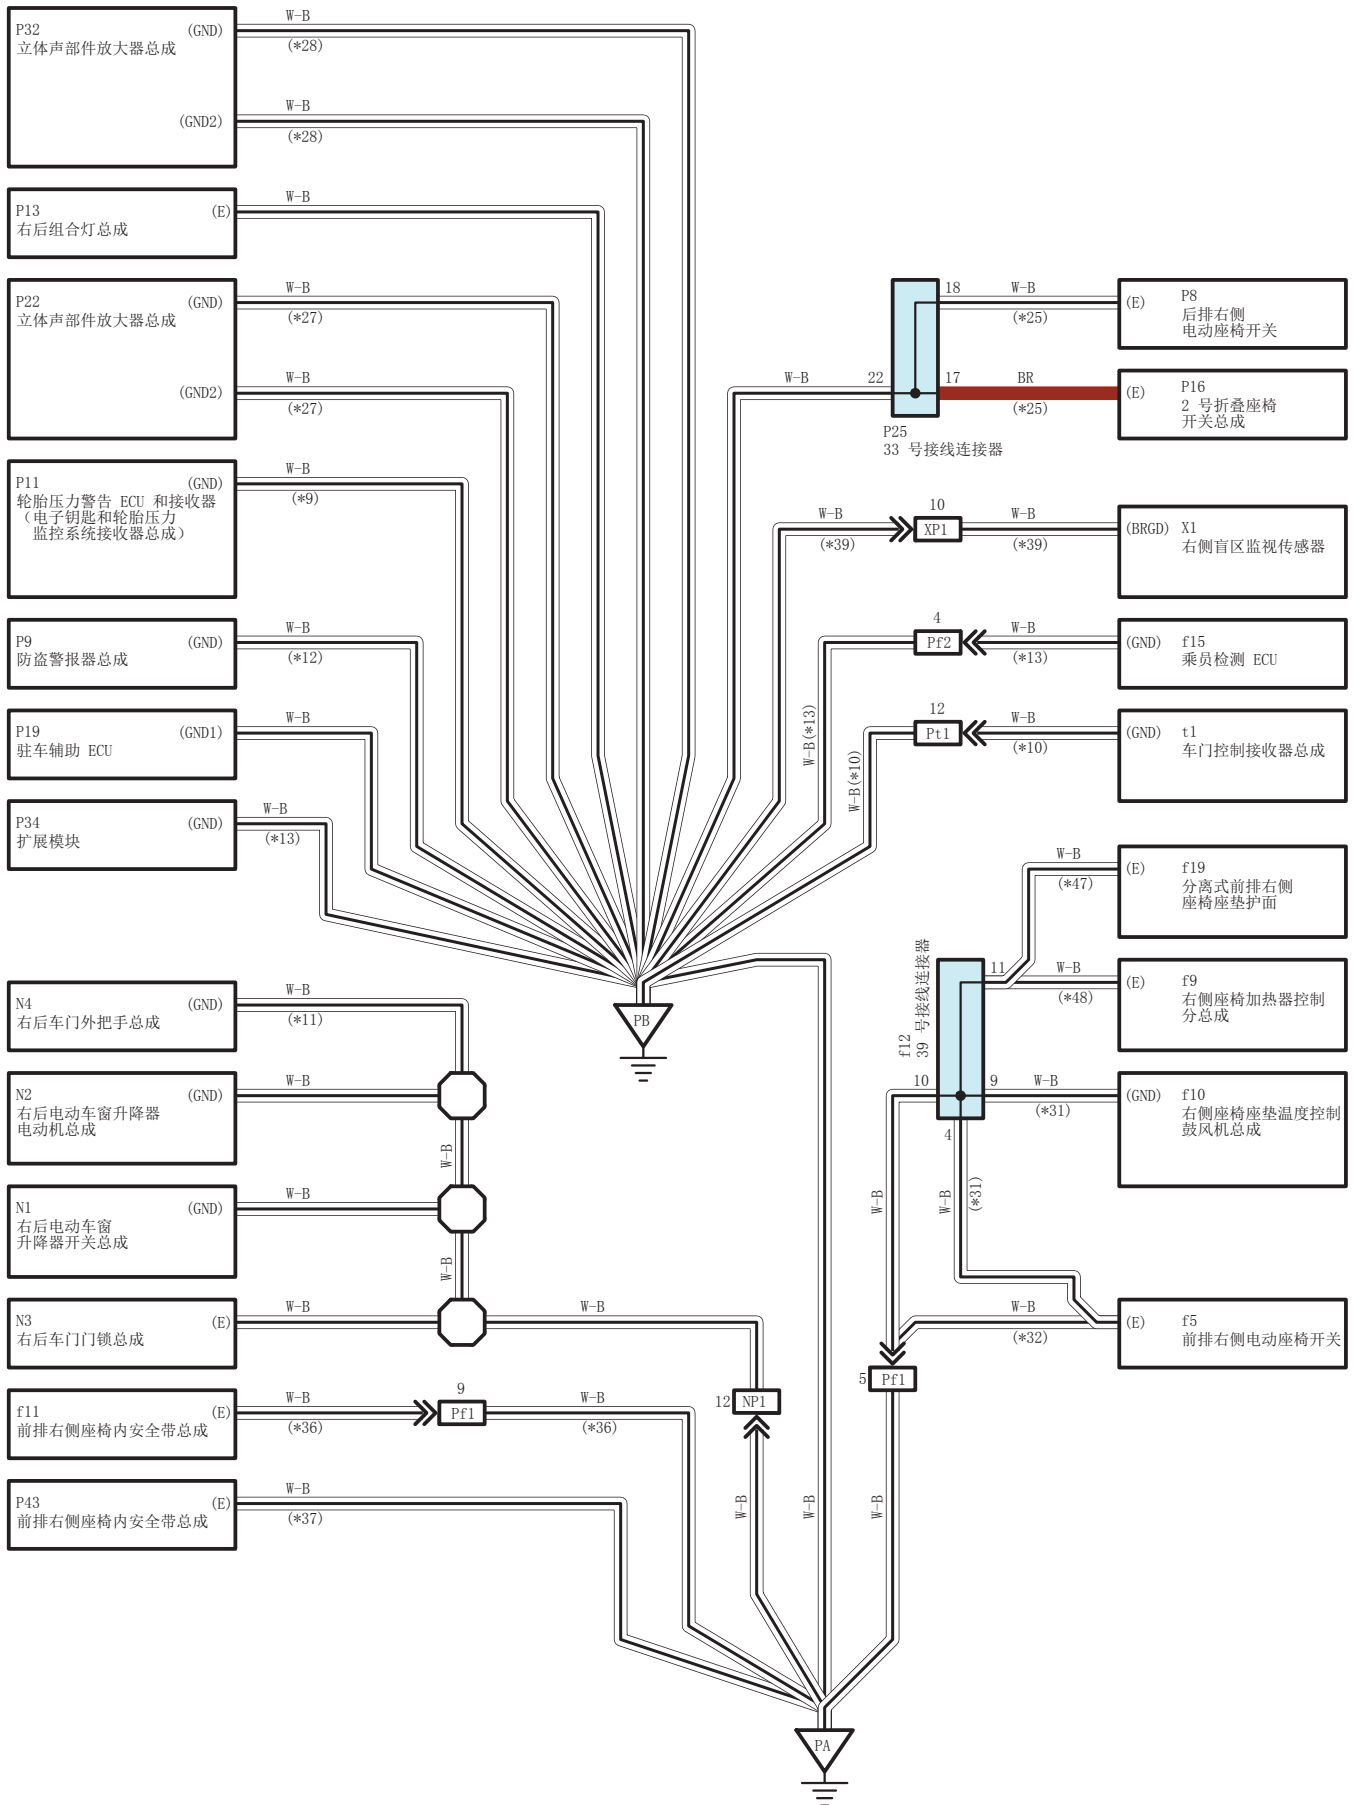 P32 (GND)
立体声部件放大器总成
W-B
(*28)
(GND2)
W-B
(*28)
P13 (E)
右后组合灯总成
W-B
P22 (GND)
立体声部件放大器总成
W-B
(*27)
(GND2)
W-B
(*27)
P11 (GND)
轮胎压力警告 ECU 和接收器
（电子钥匙和轮胎压力
监控系统接收器总成）
W-B
(*9)
P9 (GND)
防盗警报器总成
W-B
(*12)
P19 (GND1)
驻车辅助 ECU
W-B
P34 (GND)
扩展模块
W-B
(*13)
N4 (GND)
右后车门外把手总成
W-B
(*11)
N2 (GND)
右后电动车窗升降器
电动机总成
W-B
W-B
N1 (GND)
右后电动车窗
升降器开关总成
W-B
W-B
N3 (E)
右后车门门锁总成
W-B
W-B
f11 (E)
前排右侧座椅内安全带总成
W-B
(*36)
9
Pf1
W-B
(*36)
P43 (E)
前排右侧座椅内安全带总成
W-B
(*37)
12 NP1
W-B
W-B
W-B
PB
PA
W-B
22
18
W-B
(*25)
(E) P8
后排右侧
电动座椅开关
17
BR
(*25)
(E) P16
2 号折叠座椅
开关总成
P25
33 号接线连接器
W-B
(*39)
10
XP1
W-B
(*39)
(BRGD) X1
右侧盲区监视传感器
W-B(*13)
4
Pf2
W-B
(*13)
(GND) f15
乘员检测 ECU
W-B(*10)
12
Pt1
W-B
(*10)
(GND) t1
车门控制接收器总成
W-B
(*47)
(E) f19
分离式前排右侧
座椅座垫护面
f12
39 号接线连接器
11
W-B
(*48)
(E) f9
右侧座椅加热器控制
分总成
10
9
W-B
(*31)
(GND) f10
右侧座椅座垫温度控制
鼓风机总成
4
W-B
W-B
(*31)
W-B
(*32)
(E) f5
前排右侧电动座椅开关
5 Pf1